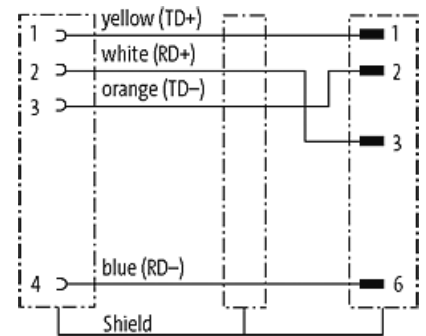 yellow (TD+)
1 1
white (RD+)
2 2
orange (TD–)
3
3
blue (RD–)
4 6
Shield